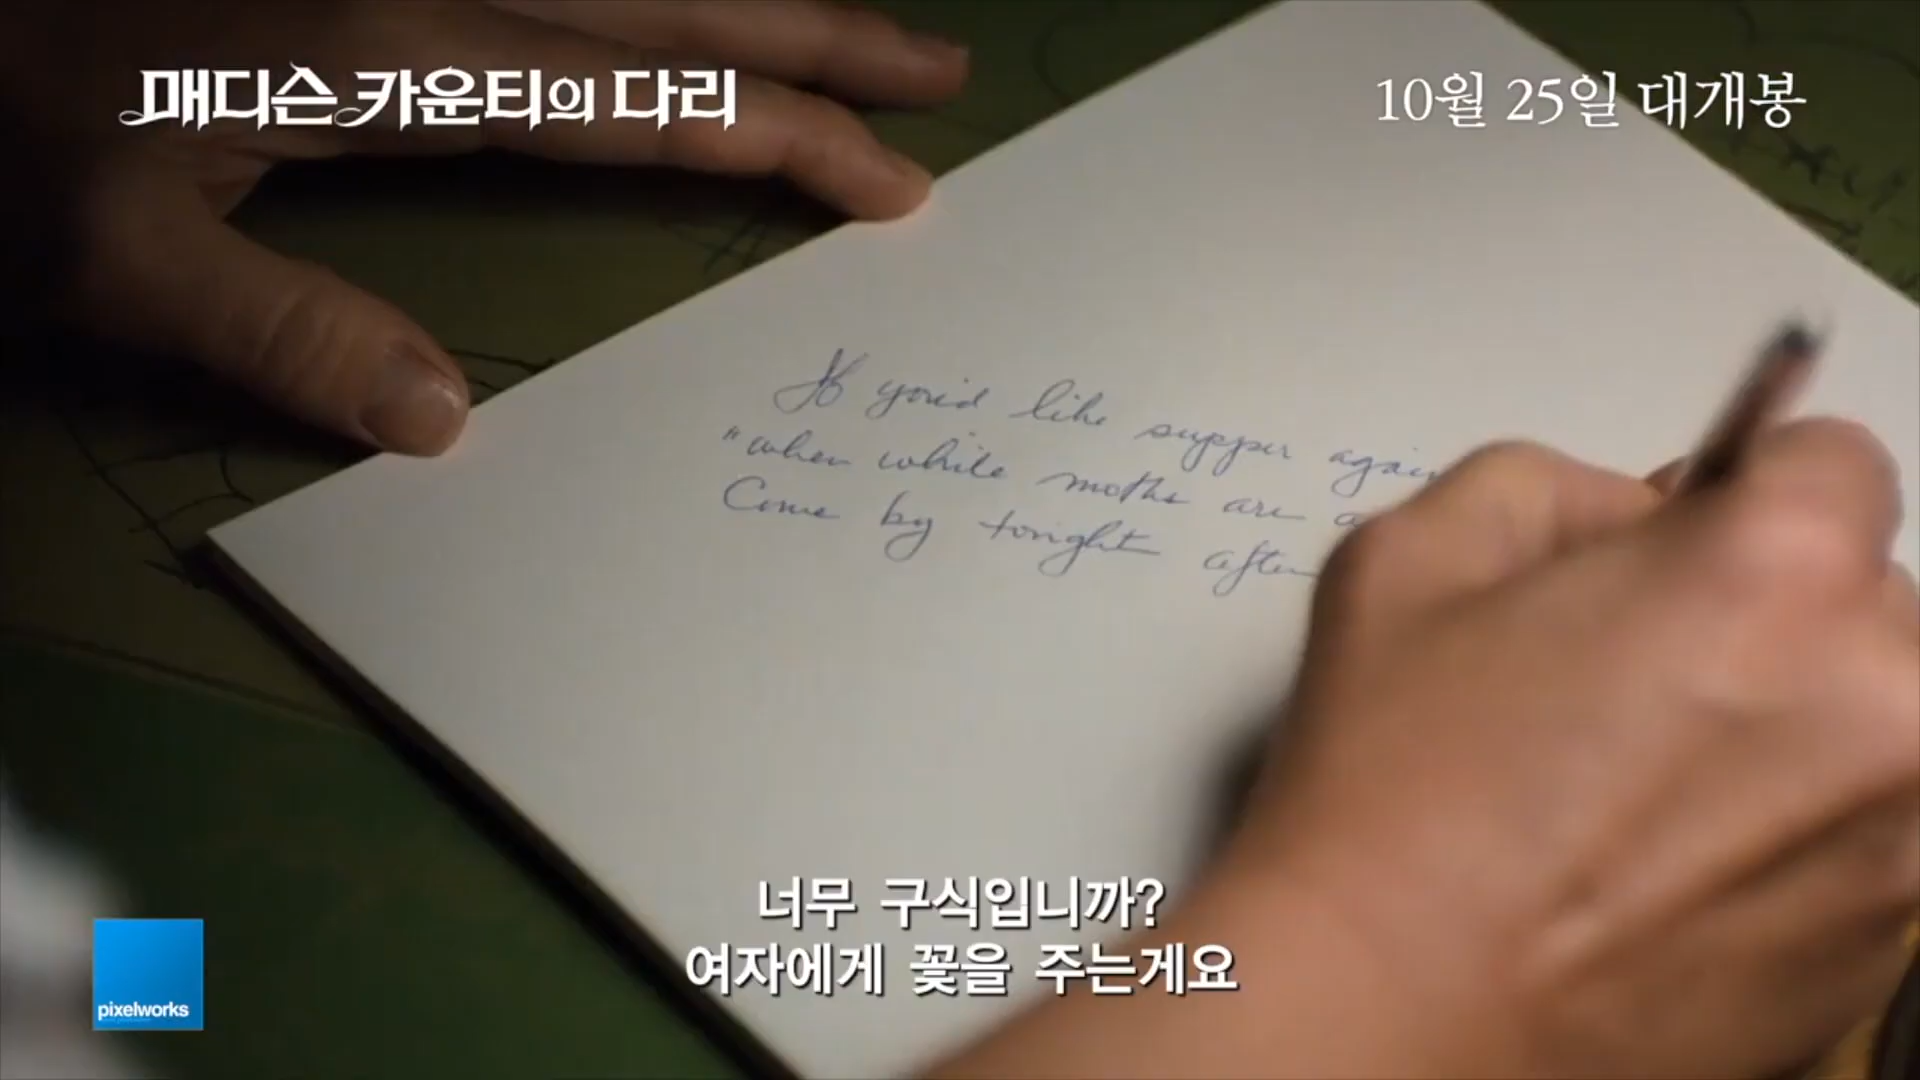 매디슨 카운티의 다리
10월 25일 대개봉
If you'd like supper again
"when white moths are a
Come by tonight after
너무 구식입니까?
여자에게 꽃을 주는게요
pixelworks